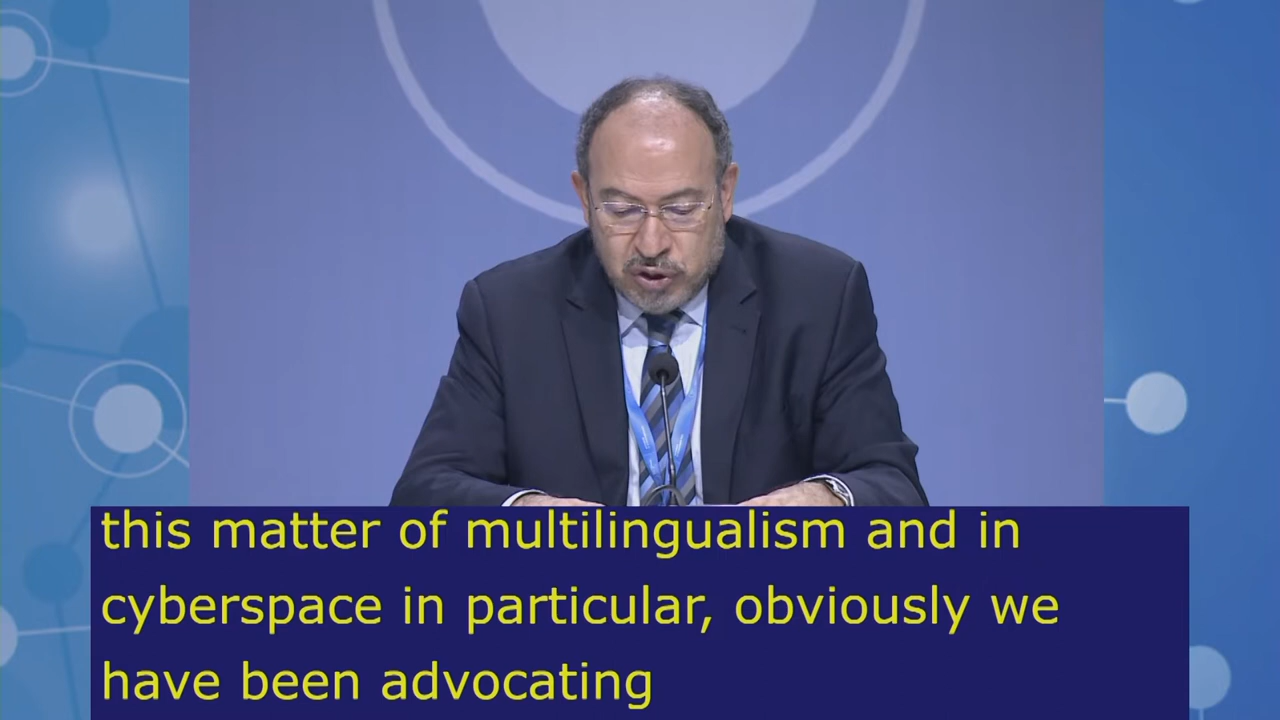 this matter of multilingualism and in
cyberspace in particular, obviously we
have been advocating